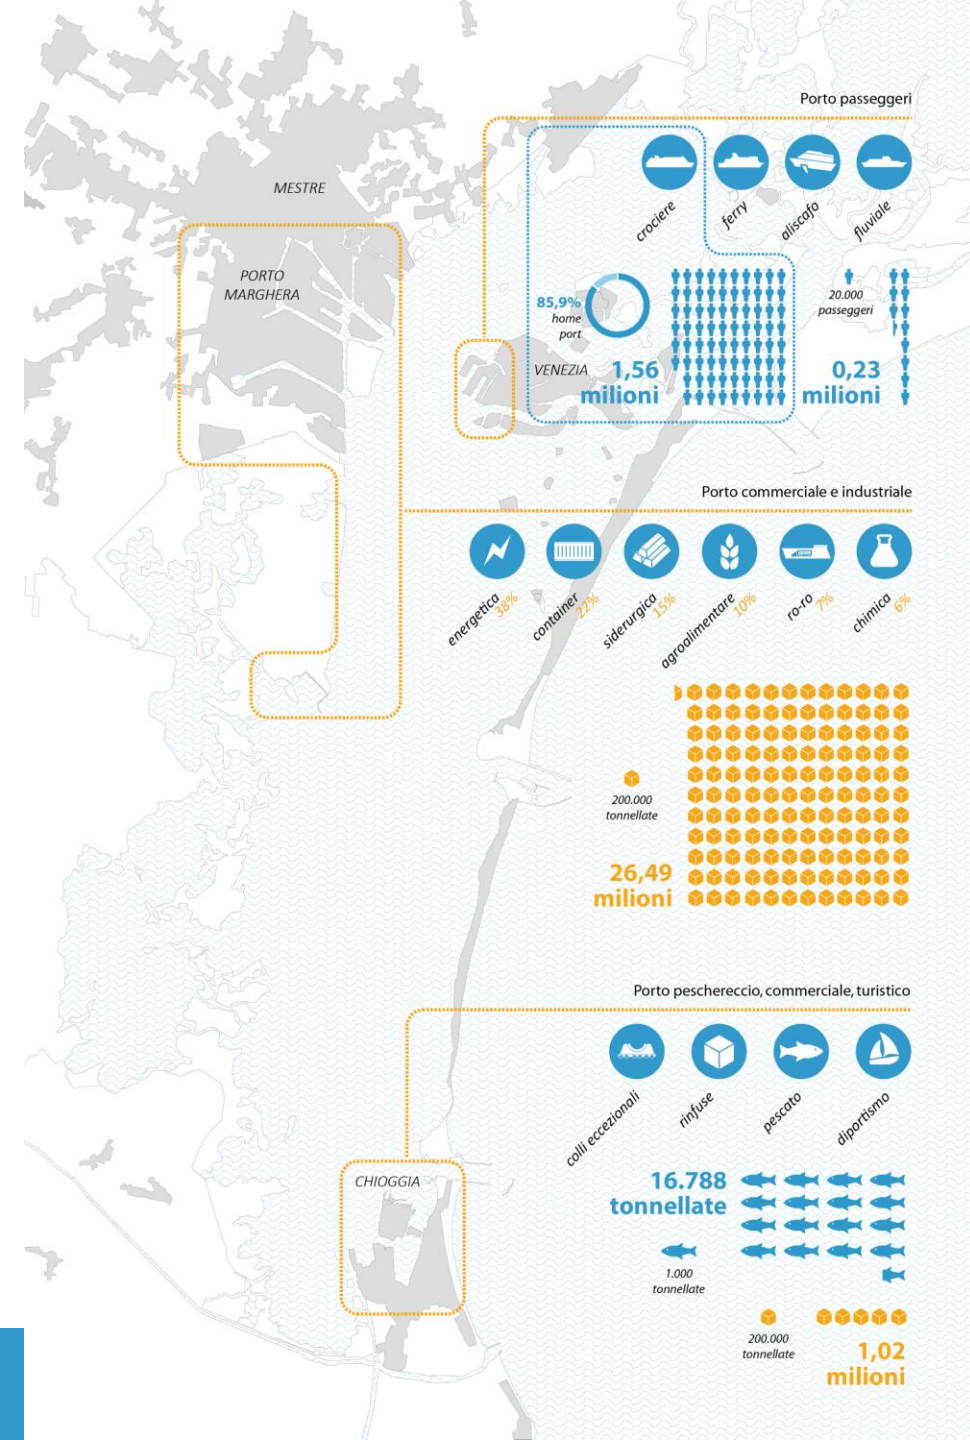 Porto passeggeri
crociere
ferry
aliscafo
fluviale
MESTRE
PORTO
MARGHERA
85,9%
home
port
VENEZIA
1,56
milioni
20.000
passeggeri
0,23
milioni
Porto commerciale e industriale
energetica
38%
container
22%
siderurgica
15%
agroalimentare
10%
ro-ro
7%
chimica
6%
200.000
tonnellate
26,49
milioni
Porto peschereccio, commerciale, turistico
colli eccezionali
rinfuse
pescato
diportismo
CHIOGGIA
16.788
tonnellate
1.000
tonnellate
200.000
tonnellate
1,02
milioni